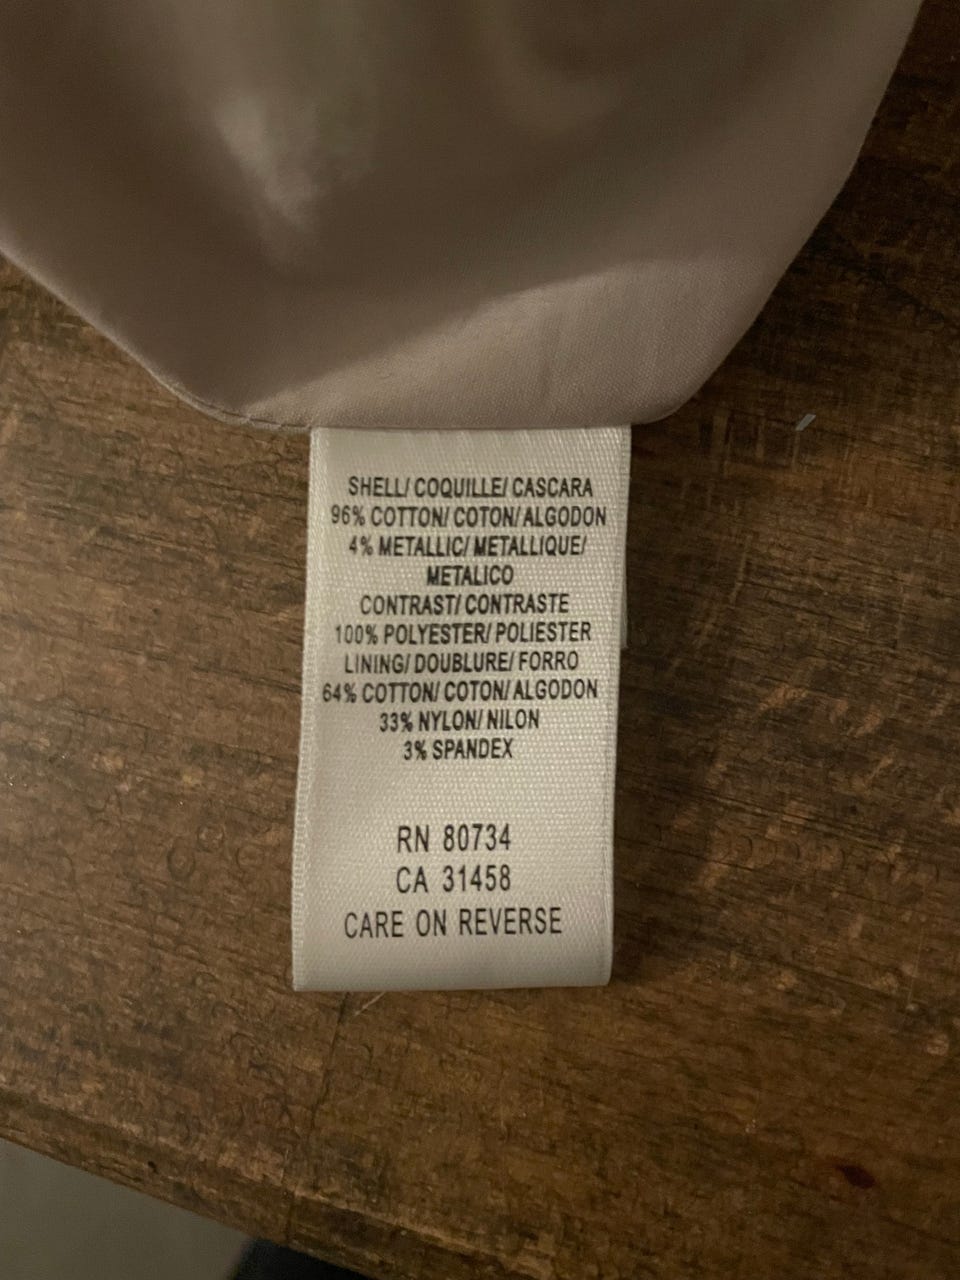 SHELL/ COQUILLE/ CASCARA
96% COTTON/ COTON/ ALGODON
4% METALLIC/ METALLIQUE/
METALICO
CONTRAST/ CONTRASTE
100% POLYESTER/ POLIESTER
LINING/ DOUBLURE/ FORRO
64% COTTON/ COTON/ ALGODON
33% NYLON/ NILON
3% SPANDEX
RN 80734
CA 31458
CARE ON REVERSE